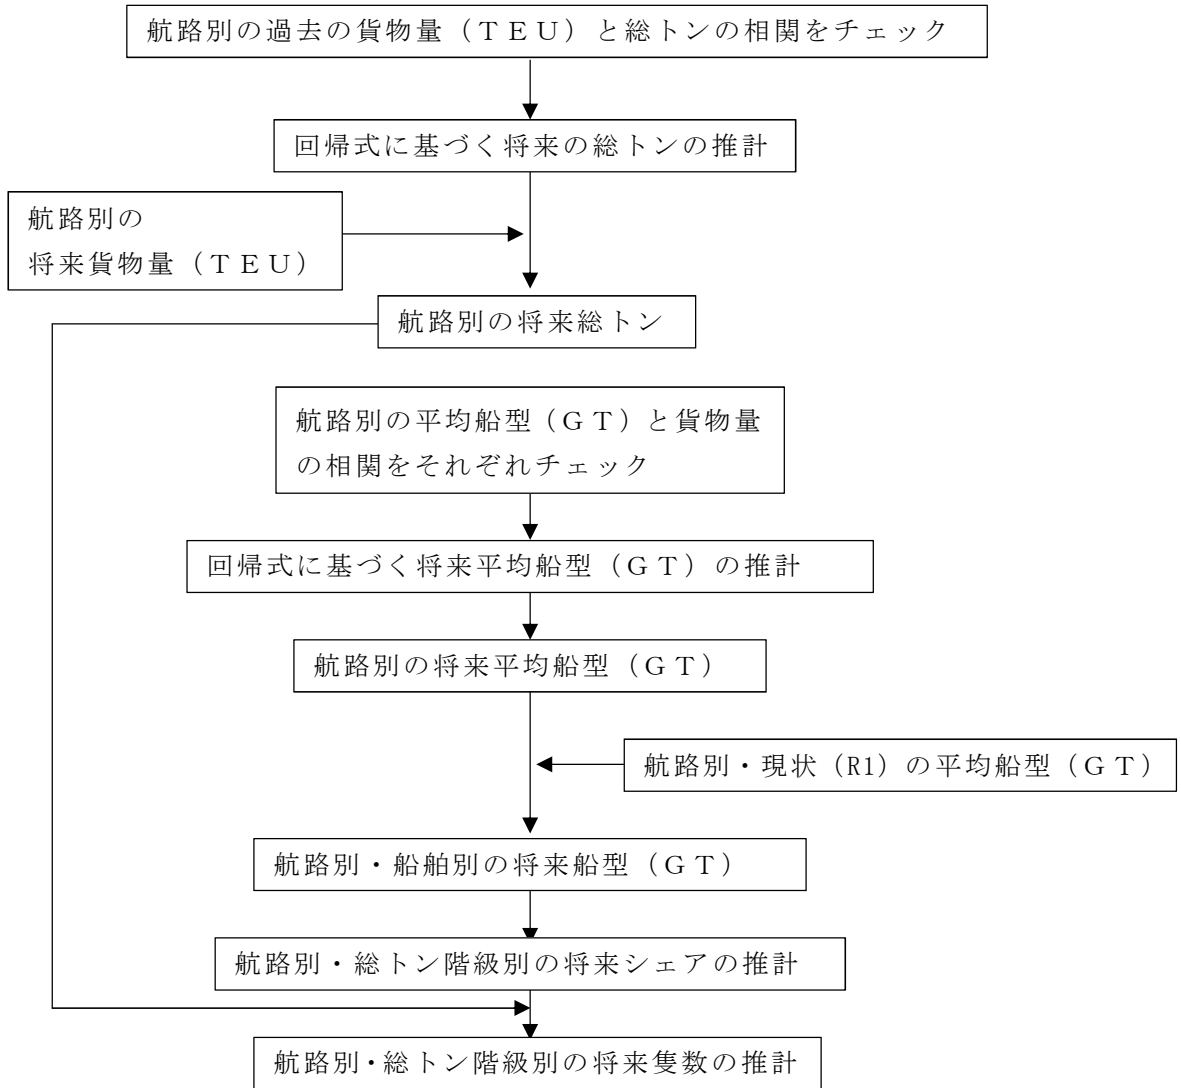 航路別の過去の貨物量（ＴＥＵ）と総トンの相関をチェック
回帰式に基づく将来の総トンの推計
航路別の
将来貨物量（ＴＥＵ）
航路別の将来総トン
航路別の平均船型（ＧＴ）と貨物量
の相関をそれぞれチェック
回帰式に基づく将来平均船型（ＧＴ）の推計
航路別の将来平均船型（ＧＴ）
航路別・現状（R1）の平均船型（ＧＴ）
航路別・船舶別の将来船型（ＧＴ）
航路別・総トン階級別の将来シェアの推計
航路別・総トン階級別の将来隻数の推計